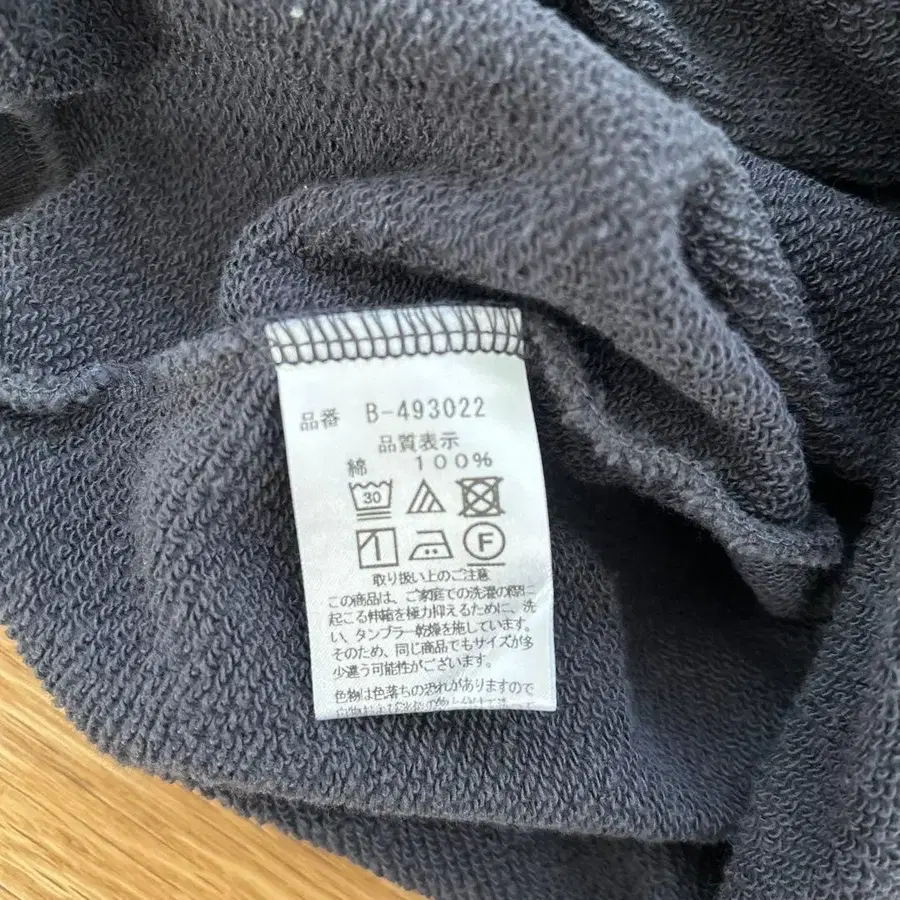 品番 B-493022
品質表示
綿 100%
30
F
取り扱い上のご注意
この商品は、ご家庭での洗濯の際に
起こる伸縮を極力抑えるために、洗
い、タンブラー乾燥を施しています。
そのため、同じ商品でもサイズが多
少違う可能性がございます。
色物は色落ちの恐れがありますので